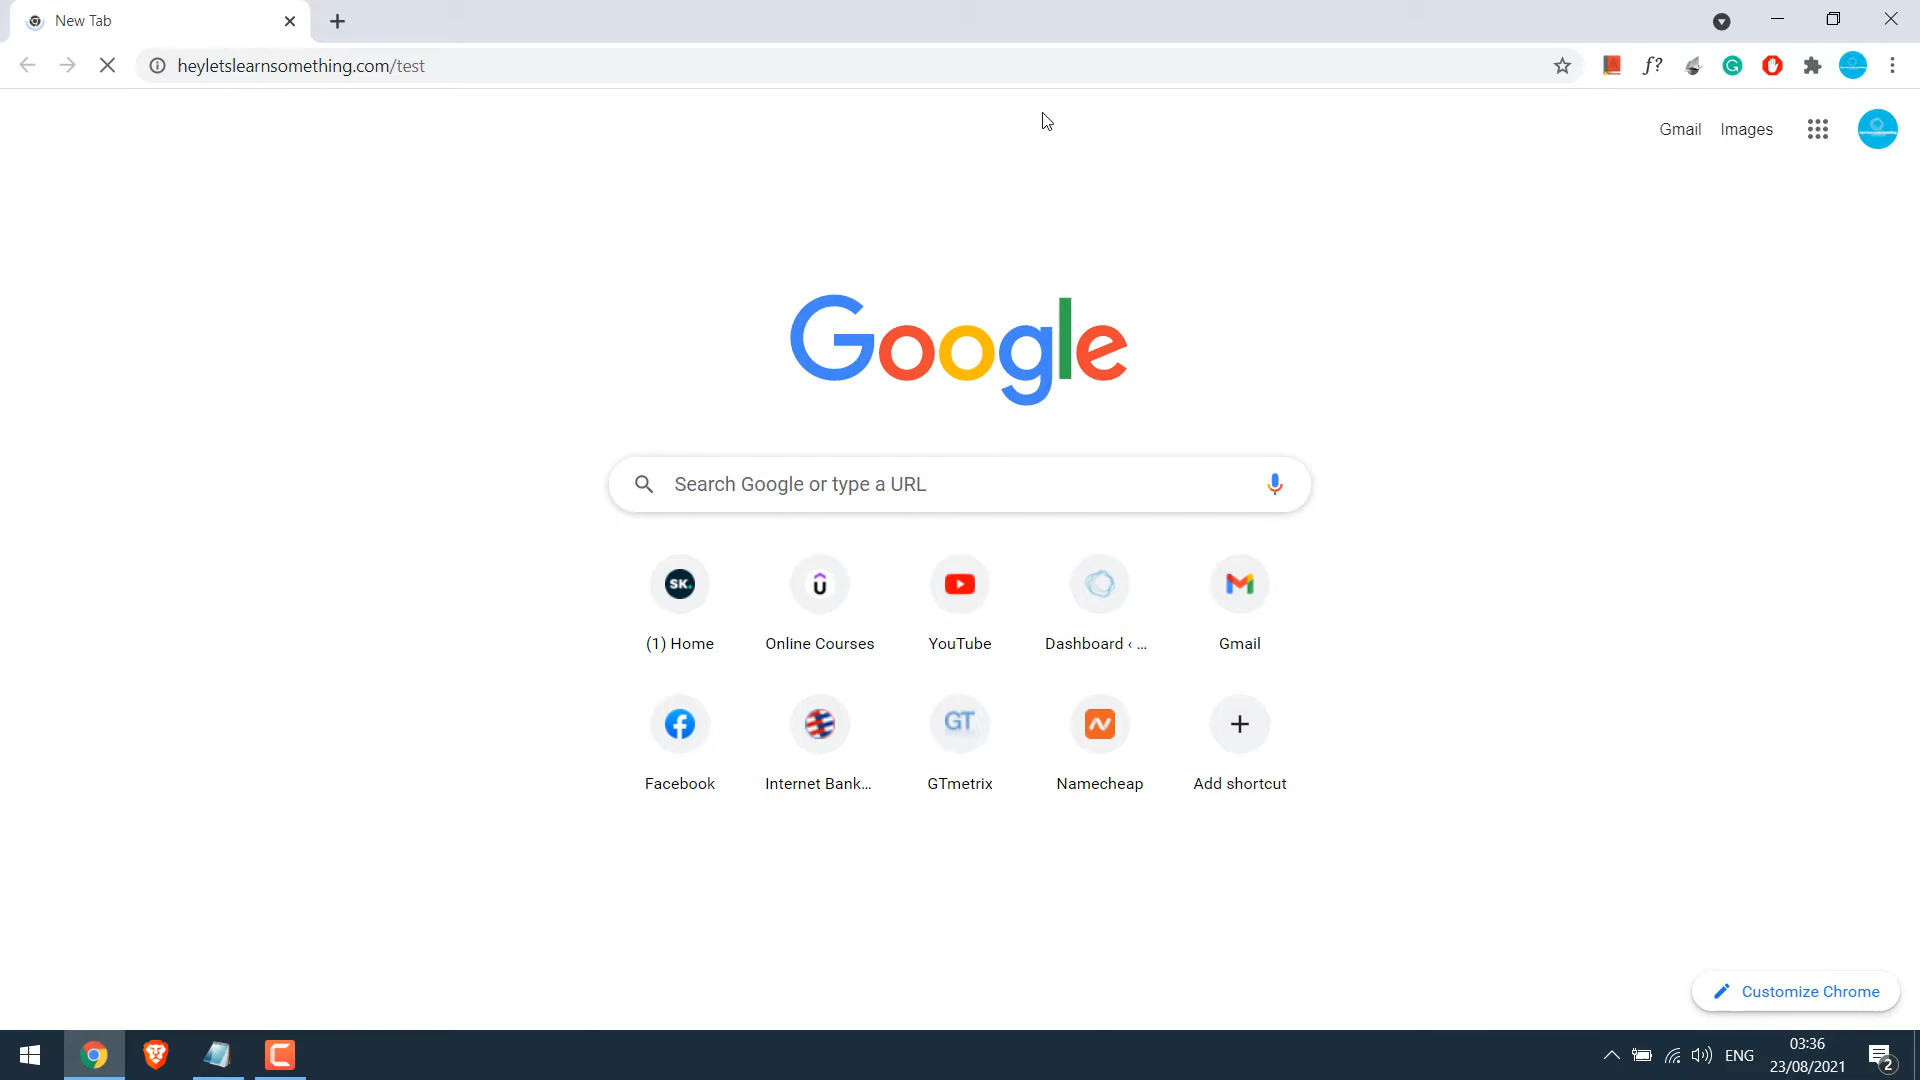 New Tab
heyletslearnsomething.com/test
f?
Gmail Images
Google
Search Google or type a URL
SK.
(1) Home Online Courses YouTube Dashboard ‹ ... Gmail
GT
Facebook Internet Bank... GTmetrix Namecheap Add shortcut
Customize Chrome
ENG 03:36
23/08/2021
2